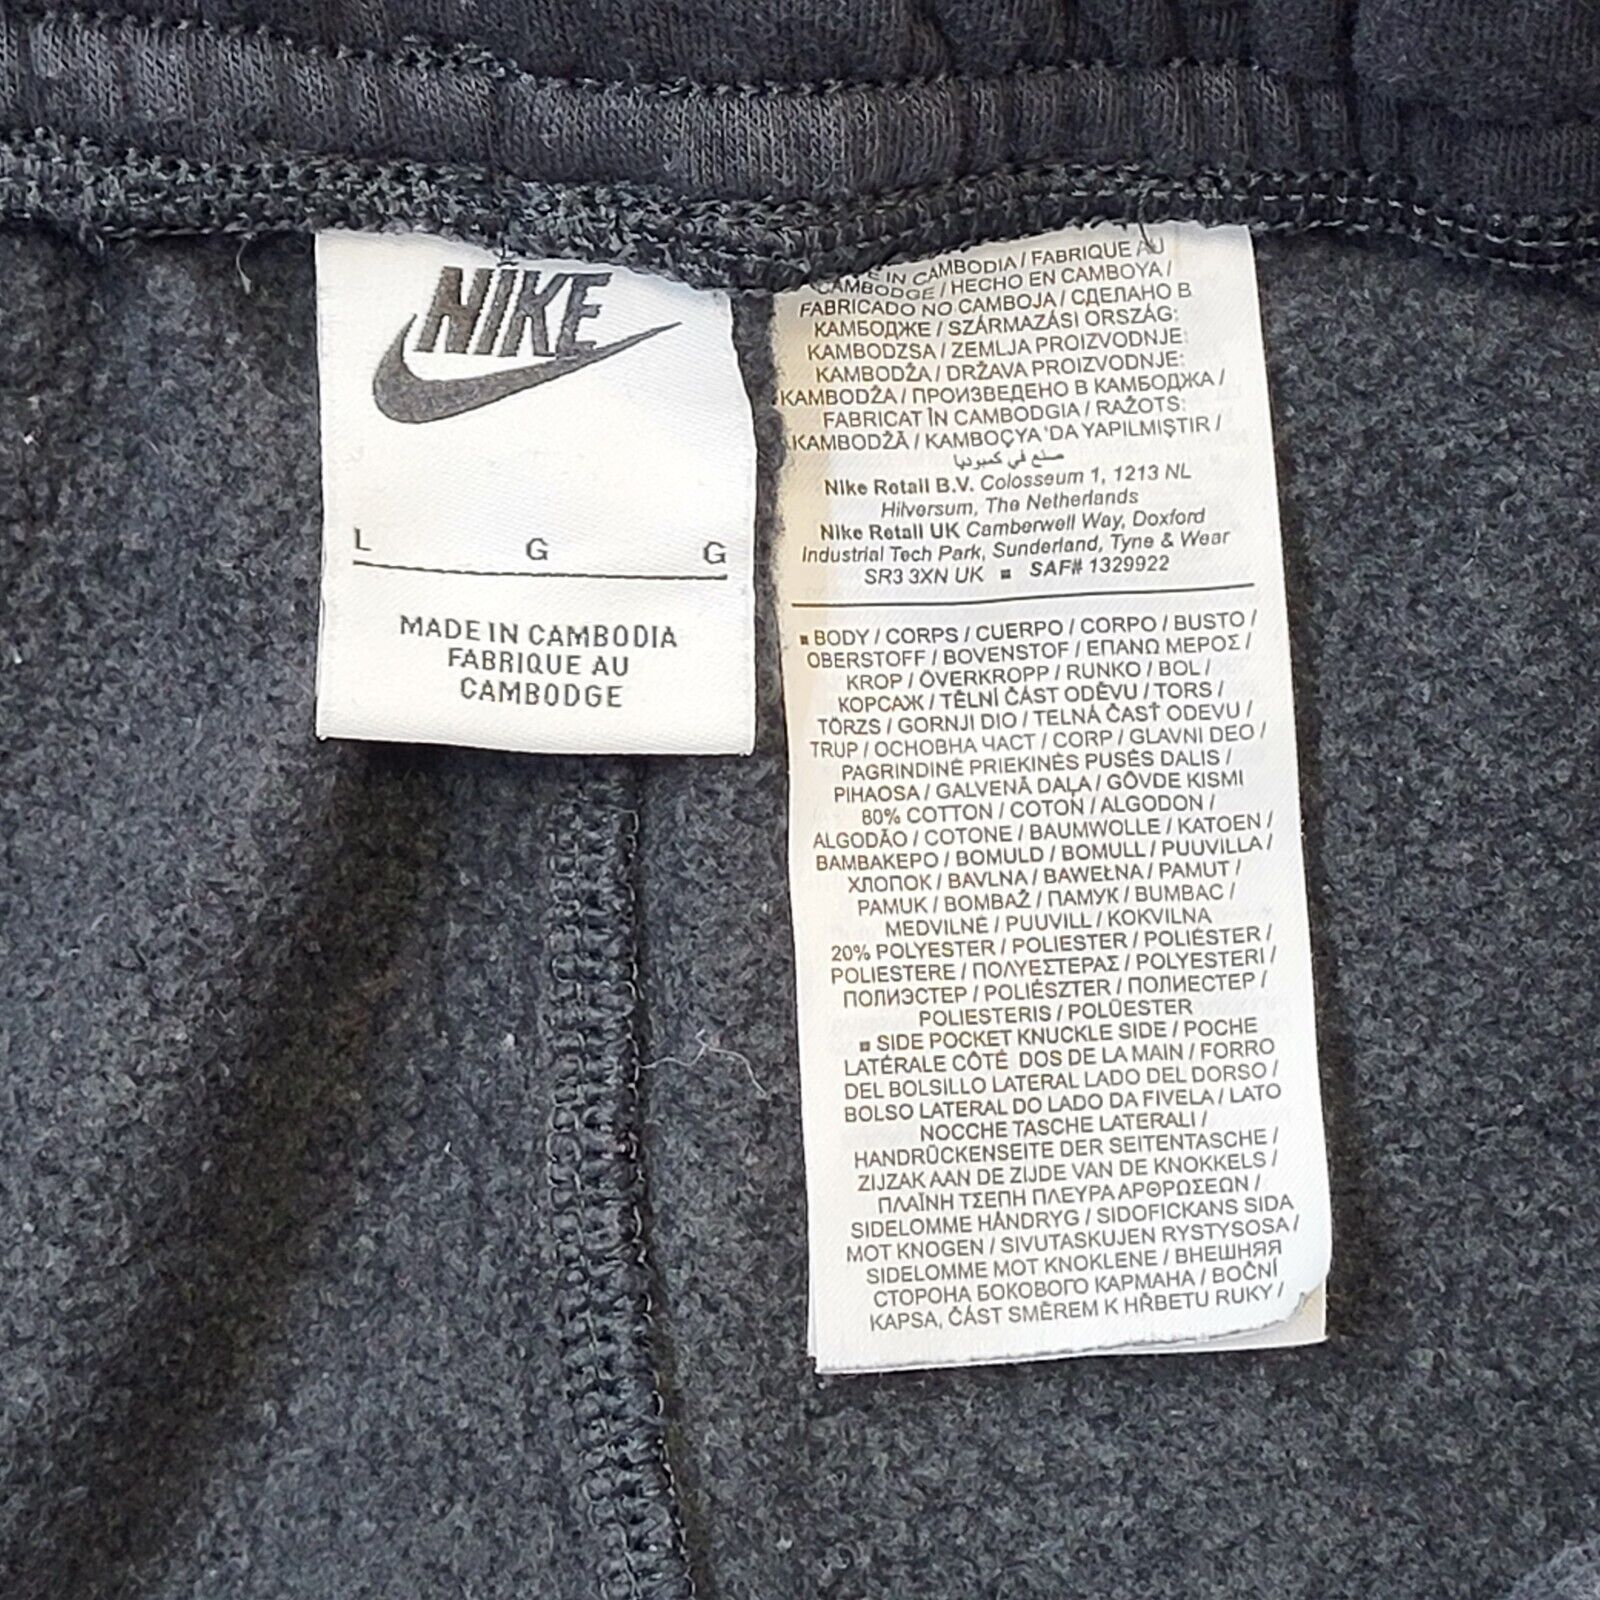 NIKE
L G G
MADE IN CAMBODIA
FABRIQUE AU
CAMBODGE
IN CAMBODIA / FABRIQUE AU
CAMBODGE / HECHO EN CAMBOYA /
FABRICADO NO CAMBOJA / СДЕЛАНО В
КАМБОДЖЕ / SZÁRMAZÁSI ORSZÁG:
KAMBODZSA / ZEMLJA PROIZVODNJE:
KAMBODŽA / DRŽAVA PROIZVODNJE:
KAMBODŽA / ПРОИЗВЕДЕНО В КАМБОДЖА /
FABRICAT ÎN CAMBODGIA / RAŽOTS:
KAMBODŽĀ / KAMBOÇYA 'DA YAPILMIŞTIR /
صنع في كمبوديا
Nike Retail B.V. Colosseum 1, 1213 NL
Hilversum, The Netherlands
Nike Retail UK Camberwell Way, Doxford
Industrial Tech Park, Sunderland, Tyne & Wear
SR3 3XN UK ■ SAF# 1329922
■ BODY / CORPS / CUERPO / CORPO / BUSTO /
OBERSTOFF / BOVENSTOF / ΕΠΑΝΩ ΜΕΡΟΣ /
KROP / ÖVERKROPP / RUNKO / BOL /
КОРСАЖ / TĚLNÍ ČÁST ODĚVU / TORS /
TÖRZS / GORNJI DIO / TELNÁ ČASŤ ODEVU /
TRUP / ОСНОВНА ЧАСТ / CORP / GLAVNI DEO /
PAGRINDINĖ PRIEKINĖS PUSĖS DALIS /
PIHAOSA / GALVENĀ DAĻA / GÖVDE KISMI
80% COTTON / COTON / ALGODON /
ALGODÃO / COTONE / BAUMWOLLE / KATOEN /
ΒΑΜΒΑΚΕΡΟ / BOMULD / BOMULL / PUUVILLA /
ХЛОПОК / BAVLNA / BAWEŁNA / PAMUT /
PAMUK / BOMBAŽ / ПАМУК / BUMBAC /
MEDVILNĖ / PUUVILL / KOKVILNA
20% POLYESTER / POLIESTER / POLIÉSTER /
POLIESTERE / ΠΟΛΥΕΣΤΕΡΑΣ / POLYESTERI /
ПОЛИЭСТЕР / POLIÉSZTER / ПОЛИЕСТЕР /
POLIESTERIS / POLÜESTER
■ SIDE POCKET KNUCKLE SIDE / POCHE
LATÉRALE CÔTÉ DOS DE LA MAIN / FORRO
DEL BOLSILLO LATERAL LADO DEL DORSO /
BOLSO LATERAL DO LADO DA FIVELA / LATO
NOCCHE TASCHE LATERALI /
HANDRÜCKENSEITE DER SEITENTASCHE /
ZIJZAK AAN DE ZIJDE VAN DE KNOKKELS /
ΠΛΑΪΝΗ ΤΣΕΠΗ ΠΛΕΥΡΑ ΑΡΘΡΩΣΕΩΝ /
SIDELOMME HÅNDRYG / SIDOFICKANS SIDA
MOT KNOGEN / SIVUTASKUJEN RYSTYSOSA /
SIDELOMME MOT KNOKLENE / ВНЕШНЯЯ
СТОРОНА БОКОВОГО КАРМАНА / BOČNÍ
KAPSA, ČÁST SMĚREM K HŘBETU RUKY /